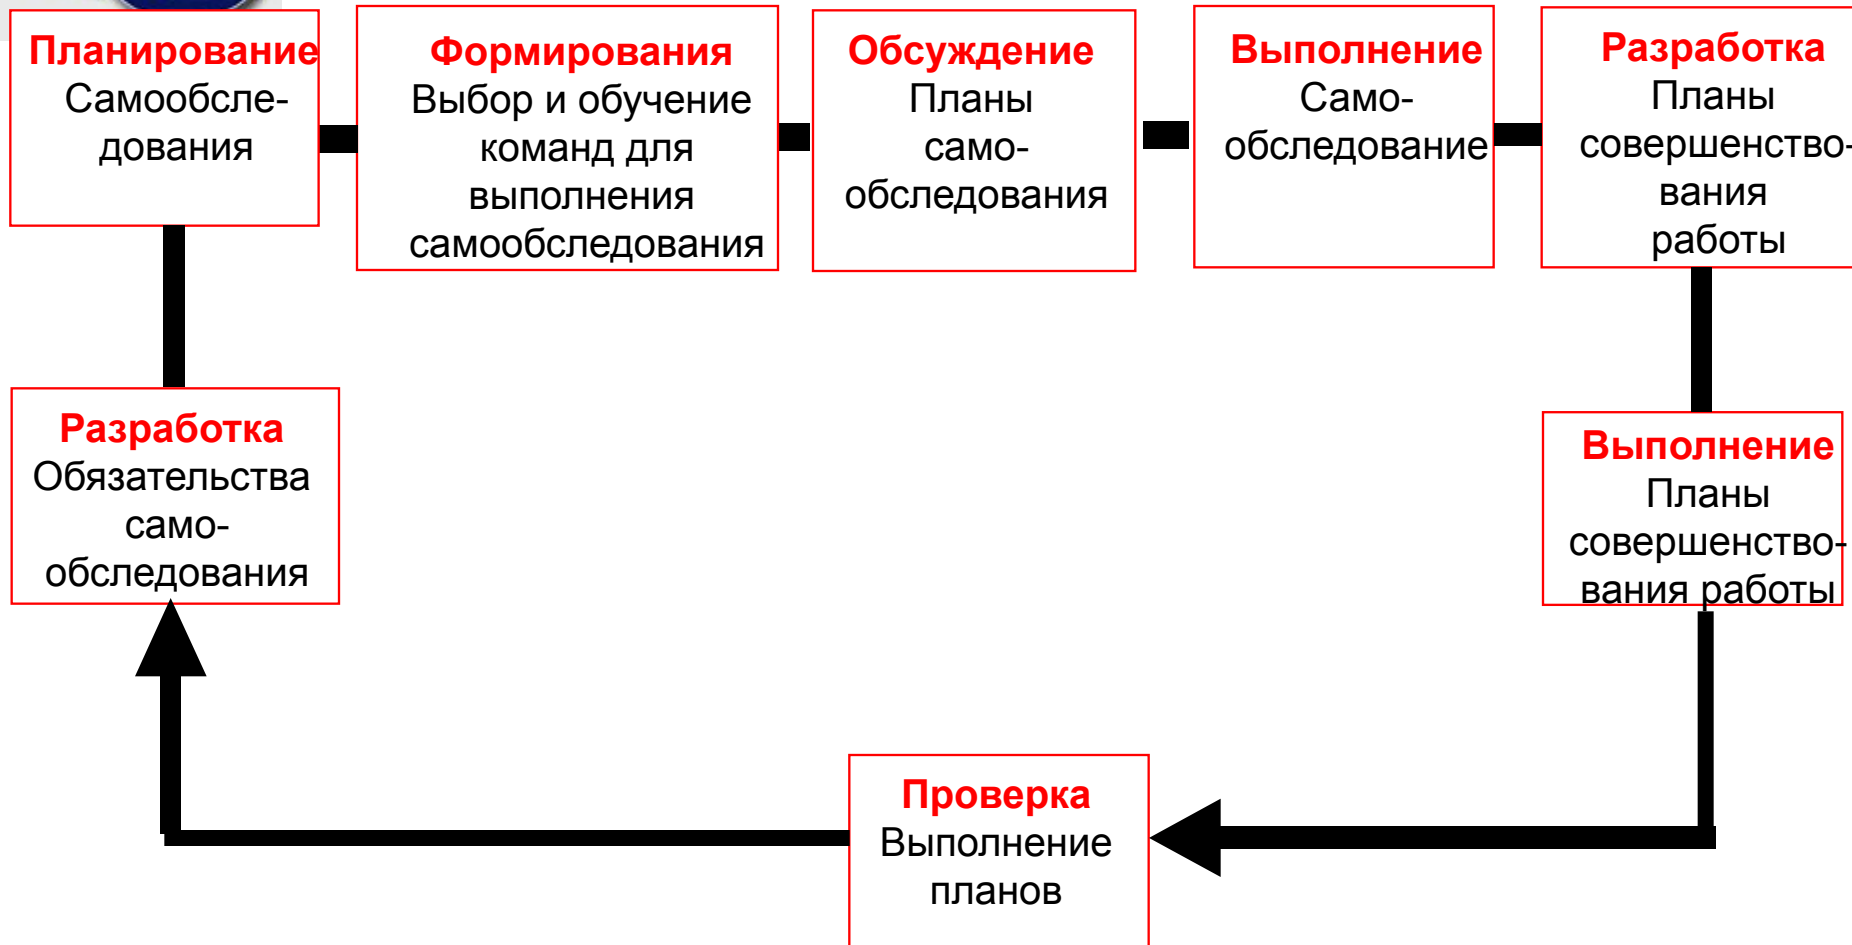 Планирование
Самообсле-
дования
Формирования
Выбор и обучение
команд для
выполнения
самообследования
Обсуждение
Планы
само-
обследования
Выполнение
Само-
обследование
Разработка
Планы
совершенство-
вания
работы
Разработка
Обязательства
само-
обследования
Выполнение
Планы
совершенство-
вания работы
Проверка
Выполнение
планов